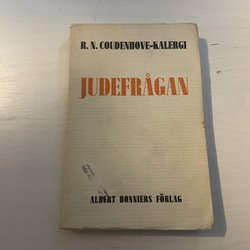 R. N. COUDENHOVE-KALERGI
JUDEFRÅGAN
ALBERT BONNIERS FÖRLAG